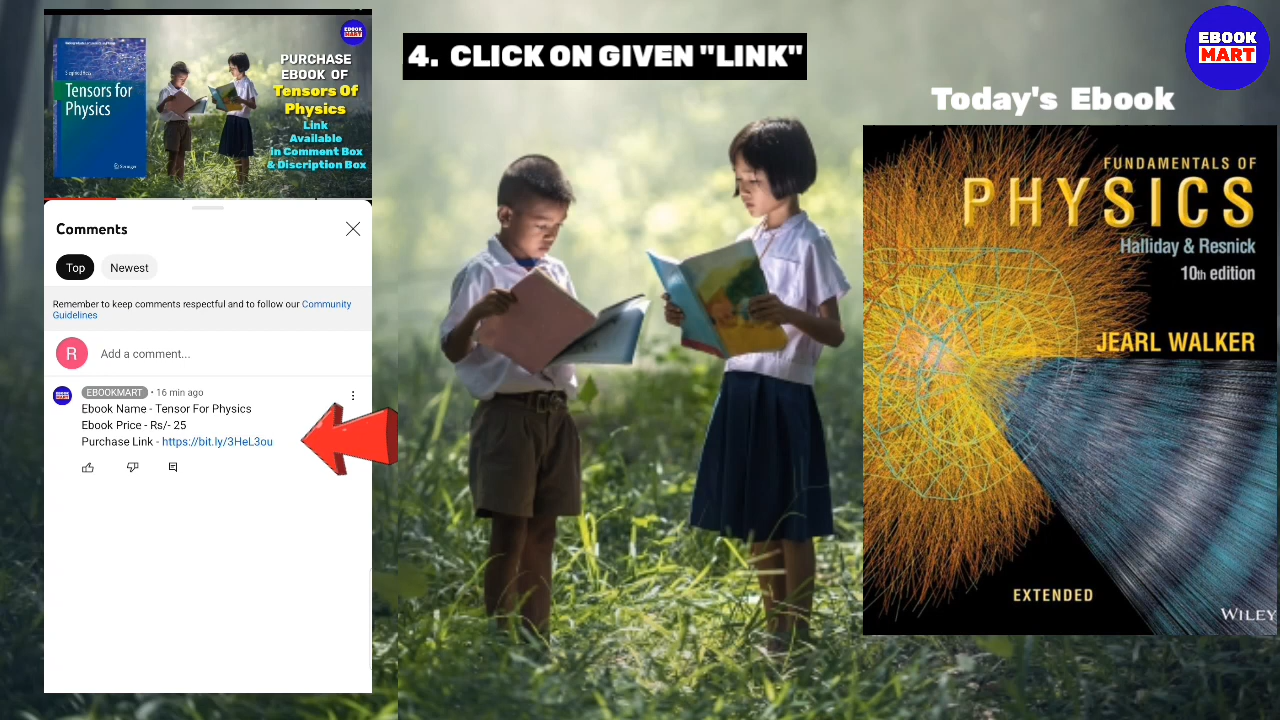 EBOOK
MART
Tensors for
Physics
Springer
PURCHASE
EBOOK OF
Tensors Of
Physics
Link
Available
in Comment Box
& Discription Box
Comments
Top
Newest
Remember to keep comments respectful and to follow our Community
Guidelines
R
Add a comment...
EBOOKMART • 16 min ago
Ebook Name - Tensor For Physics
Ebook Price - Rs/- 25
Purchase Link - https://bit.ly/3HeL3ou
4. CLICK ON GIVEN "LINK"
EBOOK
MART
Today's Ebook
FUNDAMENTALS OF
PHYSICS
Halliday & Resnick
10th edition
JEARL WALKER
EXTENDED
WILEY